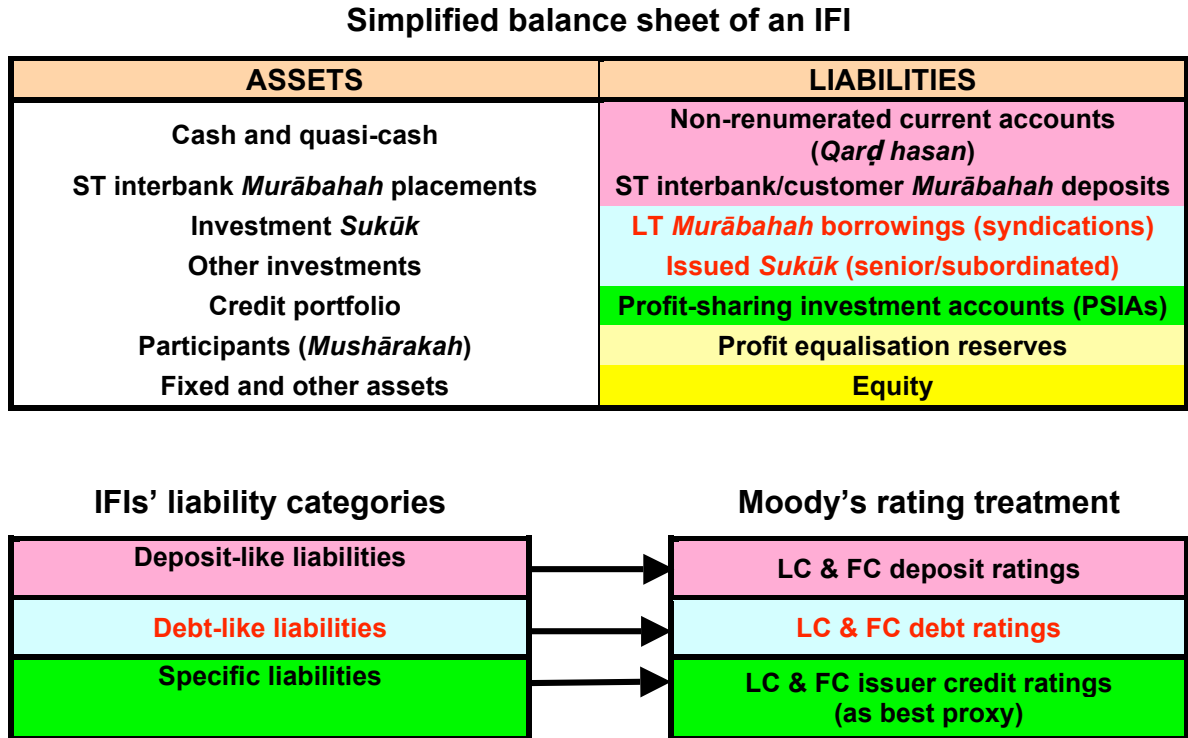 Simplified balance sheet of an IFI
ASSETS
LIABILITIES
Cash and quasi-cash
Non-renumerated current accounts
(Qarḍ hasan)
ST interbank Murābahah placements
ST interbank/customer Murābahah deposits
Investment Sukūk
LT Murābahah borrowings (syndications)
Other investments
Issued Sukūk (senior/subordinated)
Credit portfolio
Profit-sharing investment accounts (PSIAs)
Participants (Mushārakah)
Profit equalisation reserves
Fixed and other assets
Equity
IFIs’ liability categories
Moody’s rating treatment
Deposit-like liabilities
LC & FC deposit ratings
Debt-like liabilities
LC & FC debt ratings
Specific liabilities
LC & FC issuer credit ratings
(as best proxy)